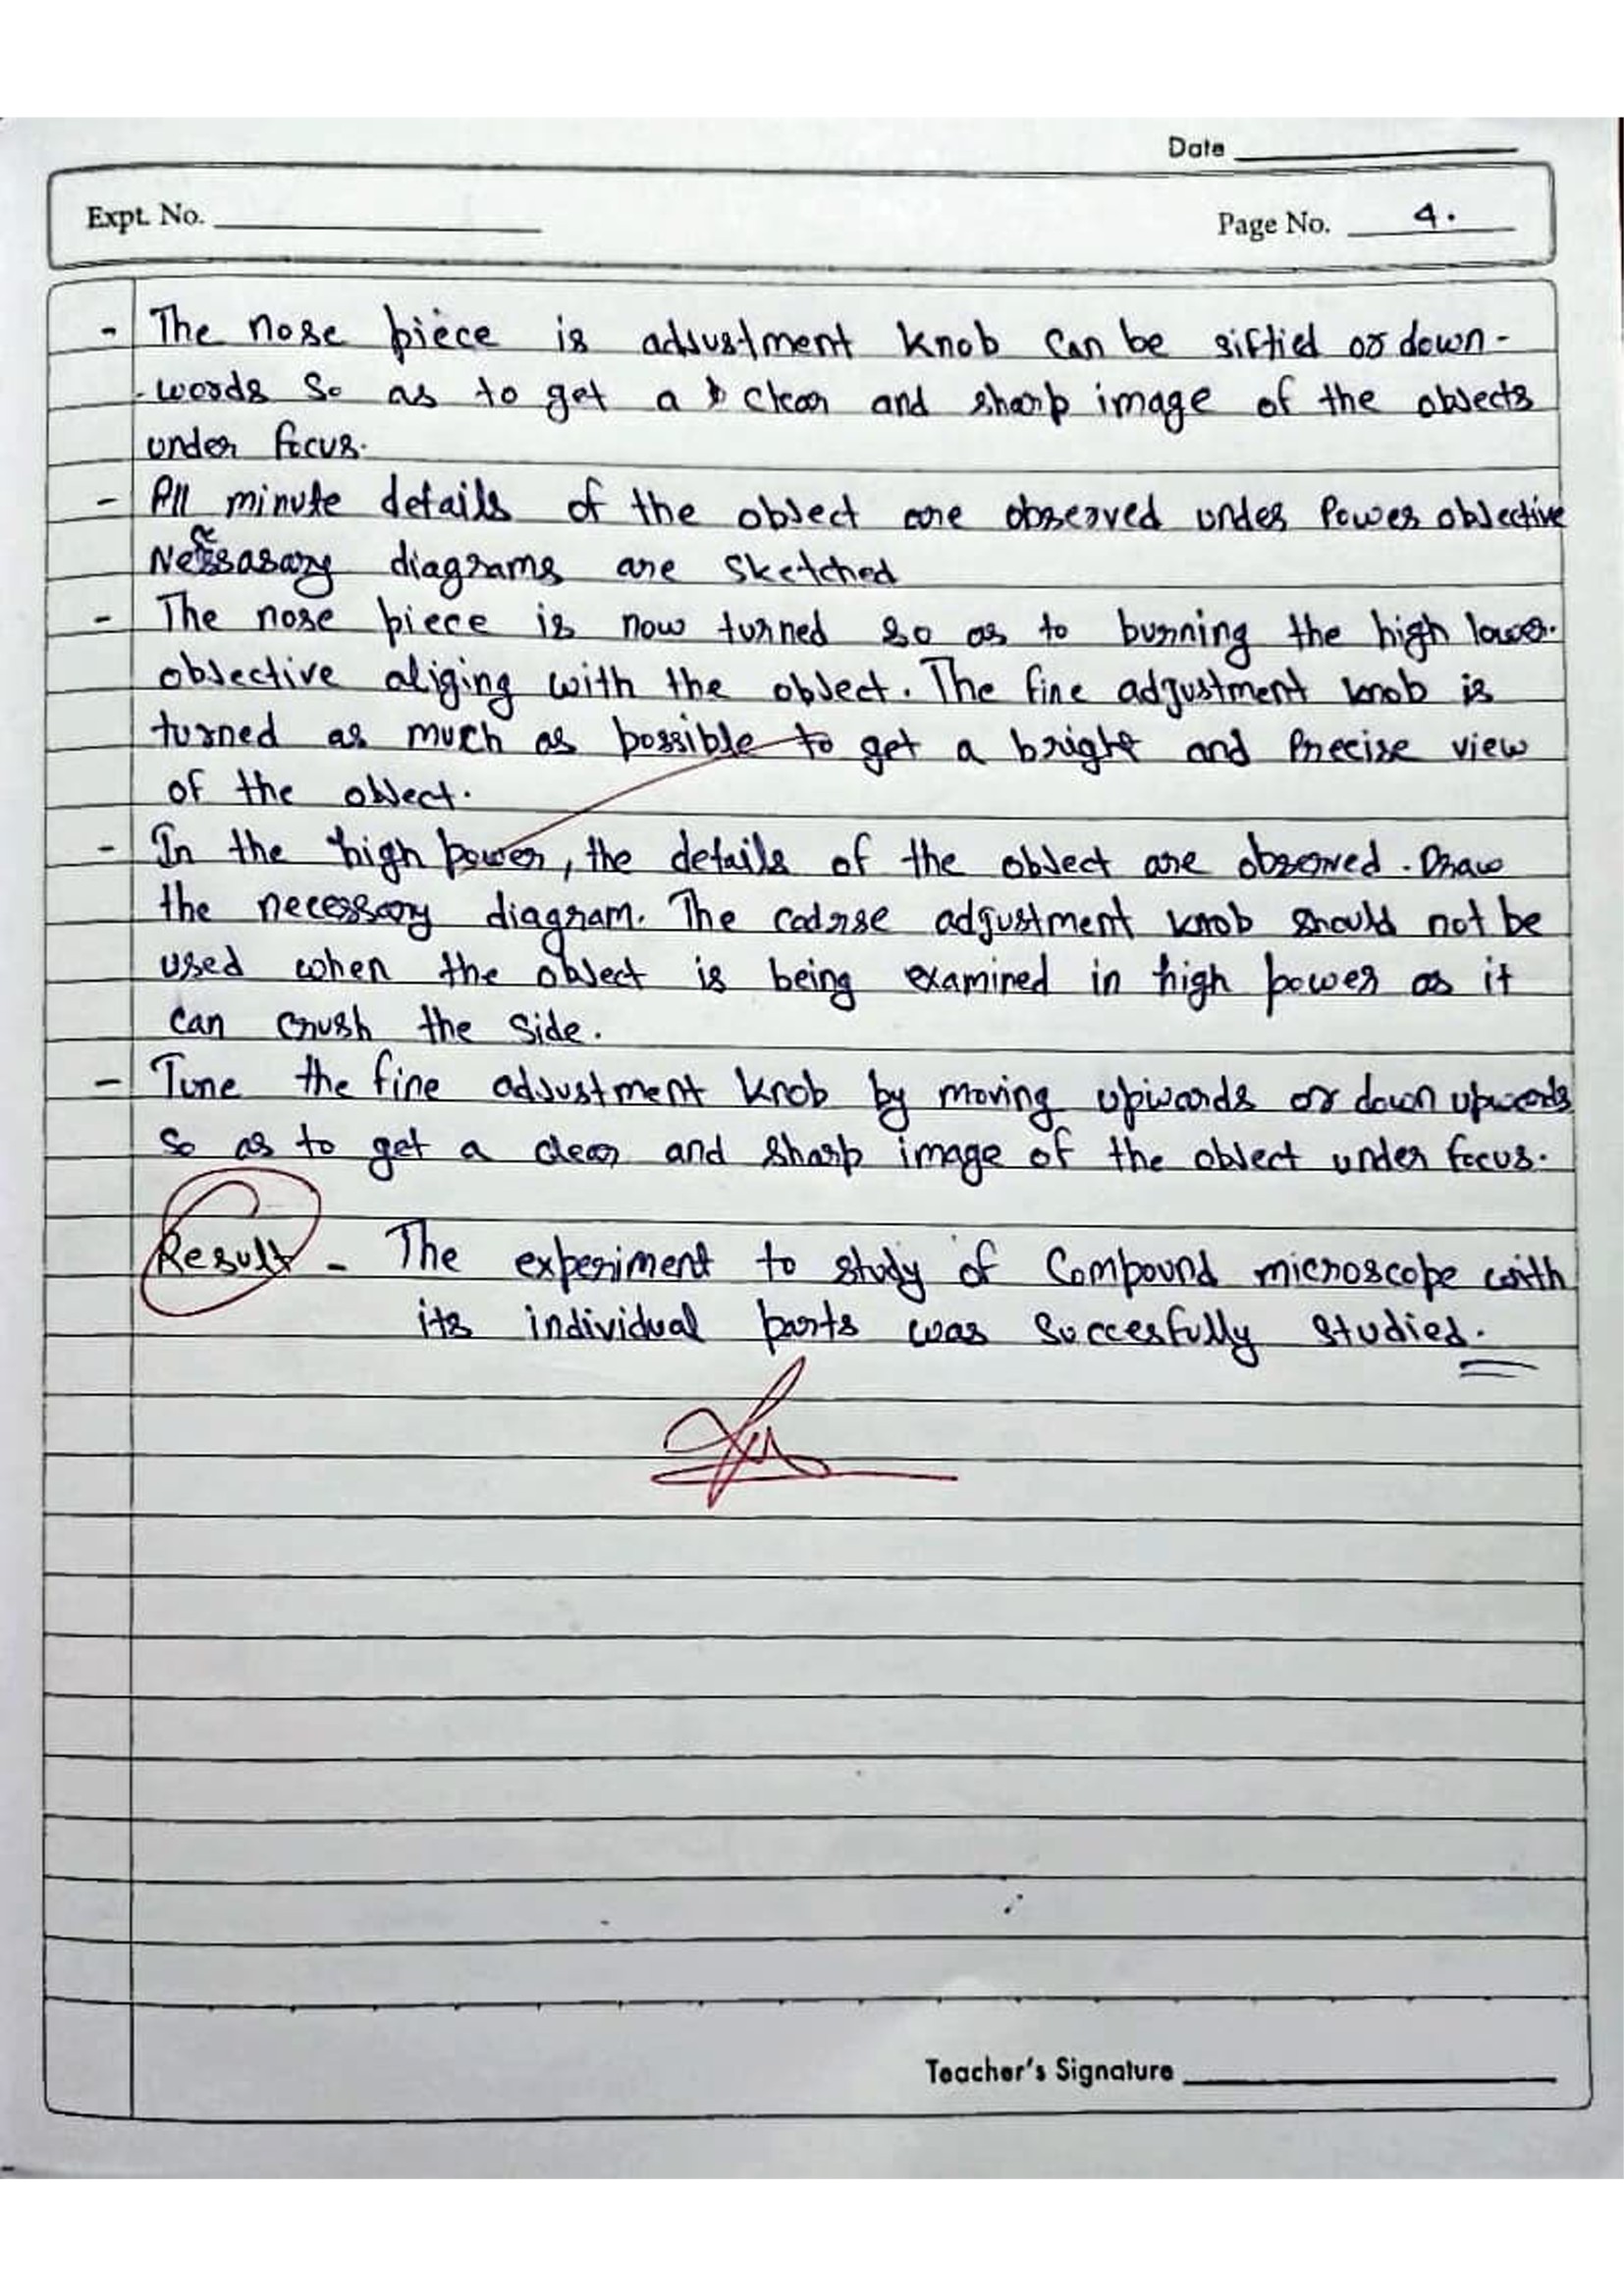 Date
Expt. No.
Page No. 4.
- The nose piece is adjustment knob can be siftied or down-
-words so as to get a clear and sharp image of the objects
under focus.
- All minute details of the object are observed under Power objective
Nessasary diagrams are sketched
- The nose piece is now turned so as to burning the high lower.
objective aliging with the object. The fine adjustment knob is
turned as much as possible to get a bright and Precise view
of the object.
- In the high power, the details of the object are observed. Draw
the necessary diagram. The coarse adjustment knob should not be
used when the object is being examined in high power as it
can crush the side.
- Tune the fine adjustment knob by moving upiwards or down upwords
so as to get a clear and sharp image of the object under focus.
Result - The experiment to study of Compound microscope with
its individual parts was Succesfully studied.
Teacher's Signature